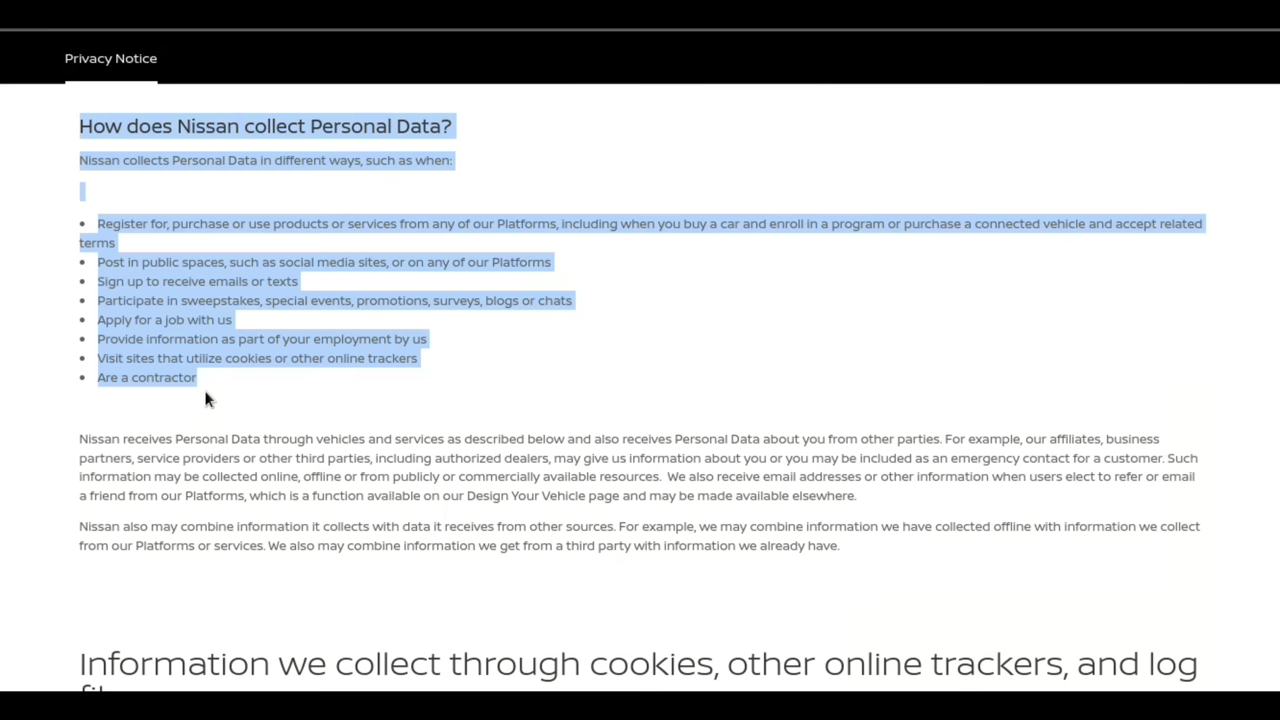 Privacy Notice
How does Nissan collect Personal Data?
Nissan collects Personal Data in different ways, such as when:
• Register for, purchase or use products or services from any of our Platforms, including when you buy a car and enroll in a program or purchase a connected vehicle and accept related
terms
• Post in public spaces, such as social media sites, or on any of our Platforms
• Sign up to receive emails or texts
• Participate in sweepstakes, special events, promotions, surveys, blogs or chats
• Apply for a job with us
• Provide information as part of your employment by us
• Visit sites that utilize cookies or other online trackers
• Are a contractor
Nissan receives Personal Data through vehicles and services as described below and also receives Personal Data about you from other parties. For example, our affiliates, business
partners, service providers or other third parties, including authorized dealers, may give us information about you or you may be included as an emergency contact for a customer. Such
information may be collected online, offline or from publicly or commercially available resources.  We also receive email addresses or other information when users elect to refer or email
a friend from our Platforms, which is a function available on our Design Your Vehicle page and may be made available elsewhere.
Nissan also may combine information it collects with data it receives from other sources. For example, we may combine information we have collected offline with information we collect
from our Platforms or services. We also may combine information we get from a third party with information we already have.
Information we collect through cookies, other online trackers, and log